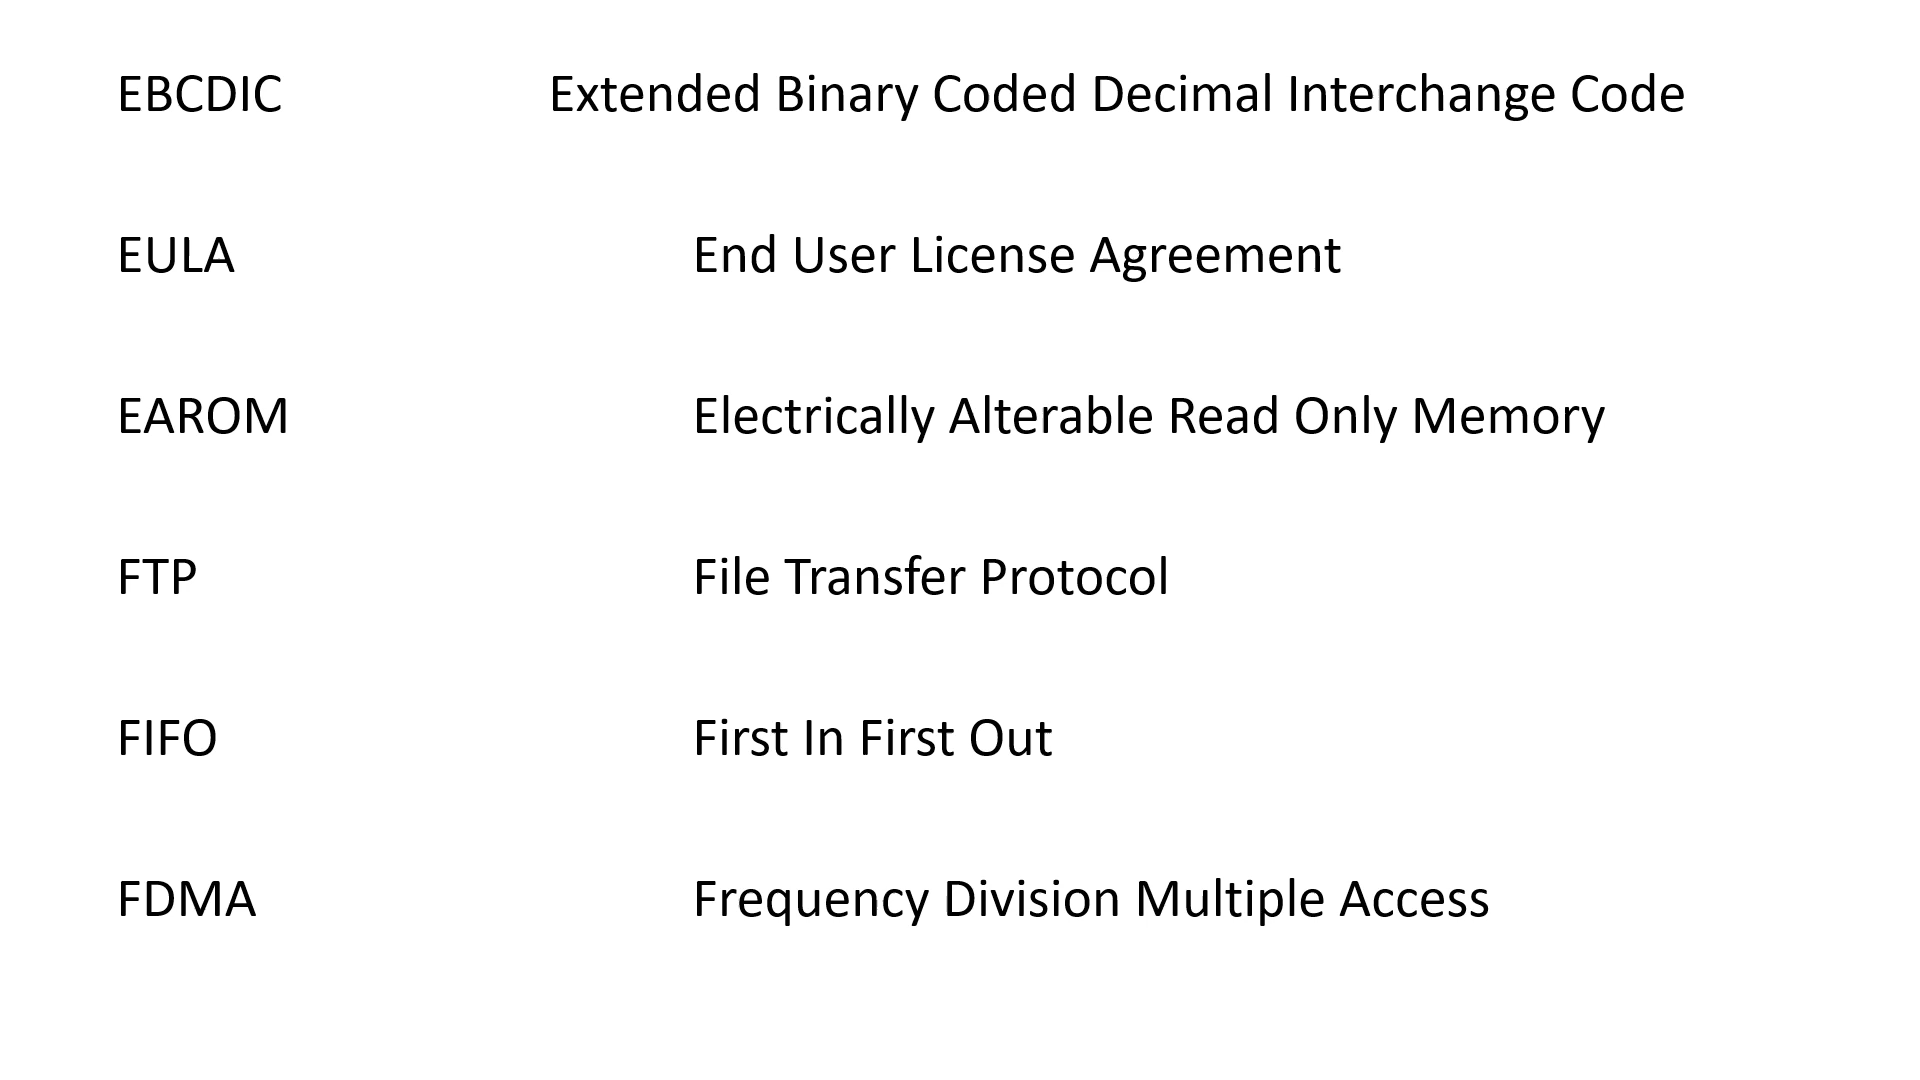 EBCDIC Extended Binary Coded Decimal Interchange Code
EULA End User License Agreement
EAROM Electrically Alterable Read Only Memory
FTP File Transfer Protocol
FIFO First In First Out
FDMA Frequency Division Multiple Access